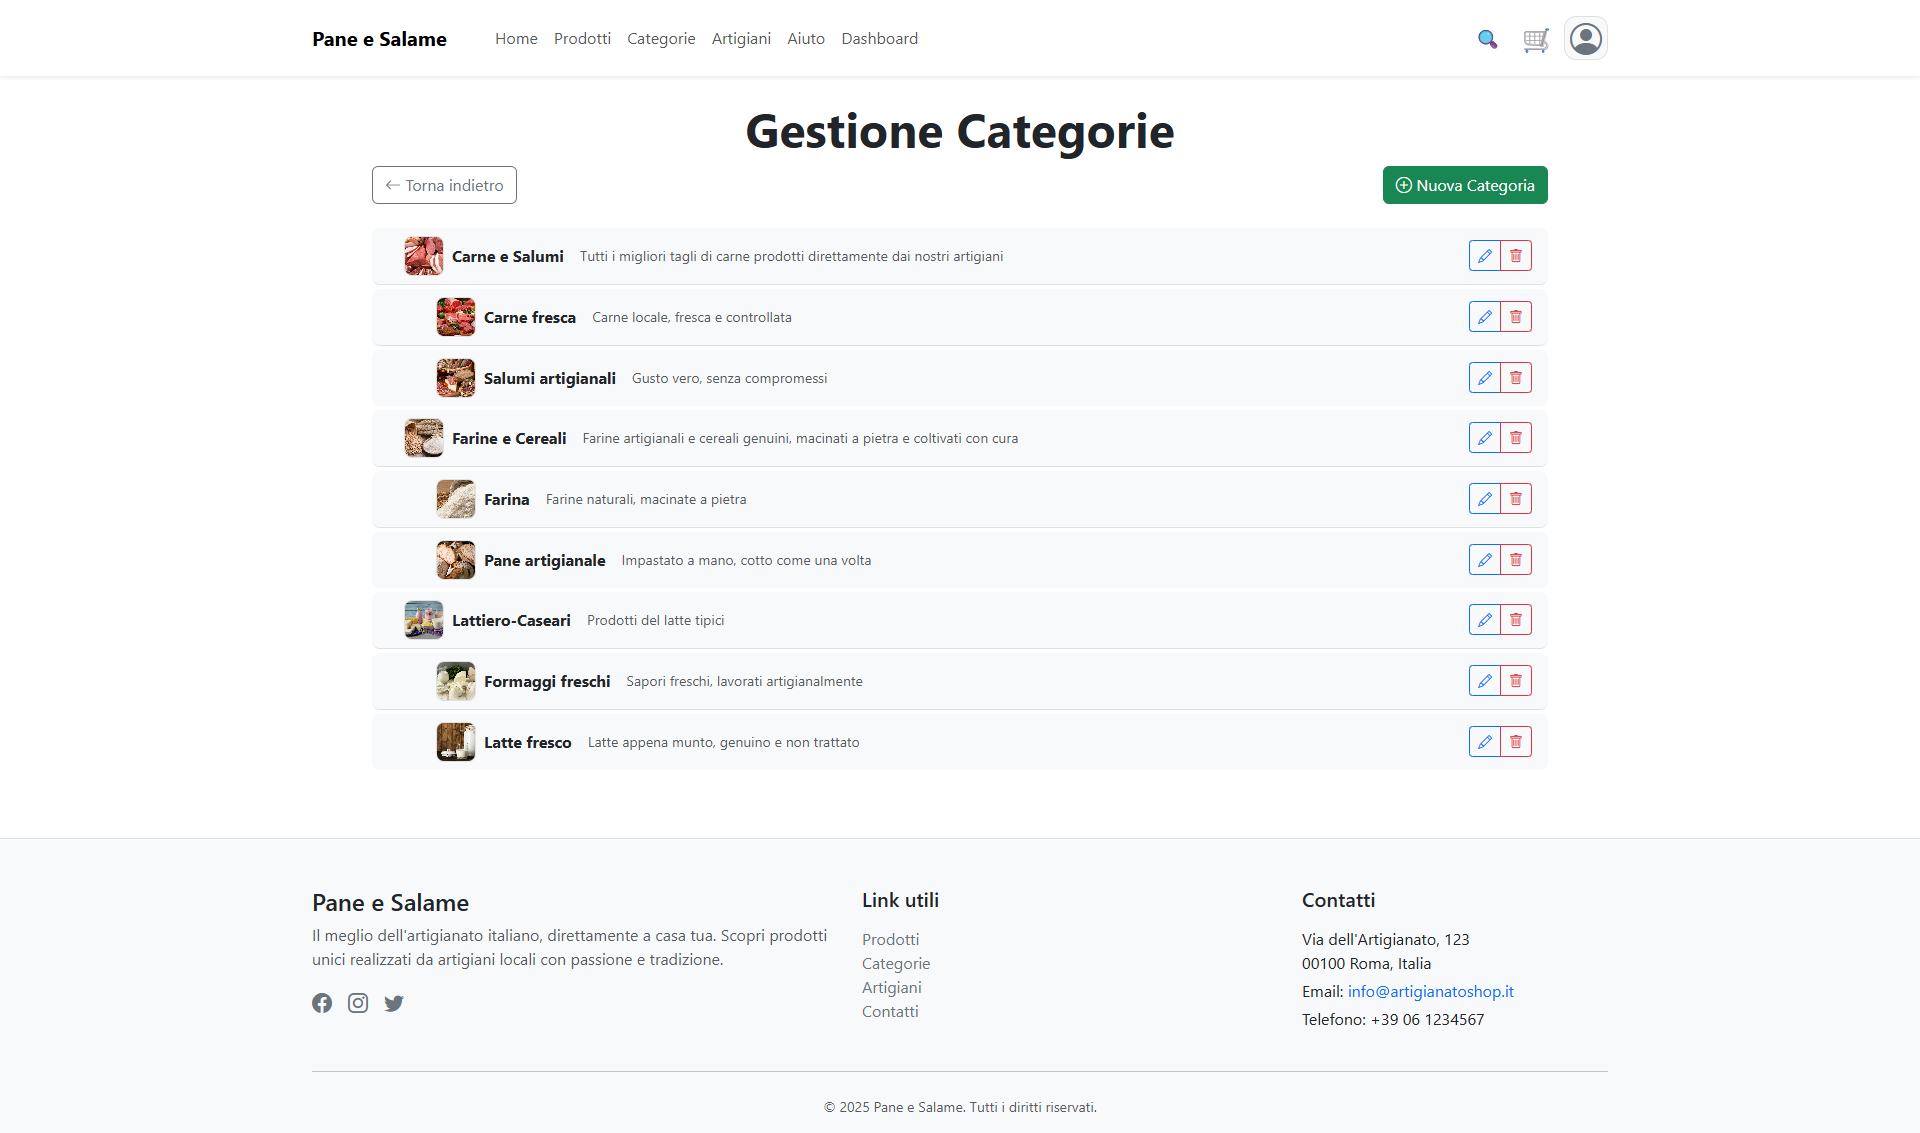 Pane e Salame Home Prodotti Categorie Artigiani Aiuto Dashboard
Gestione Categorie
Torna indietro
Nuova Categoria
Carne e Salumi Tutti i migliori tagli di carne prodotti direttamente dai nostri artigiani
Carne fresca Carne locale, fresca e controllata
Salumi artigianali Gusto vero, senza compromessi
Farine e Cereali Farine artigianali e cereali genuini, macinati a pietra e coltivati con cura
Farina Farine naturali, macinate a pietra
Pane artigianale Impastato a mano, cotto come una volta
Lattiero-Caseari Prodotti del latte tipici
Formaggi freschi Sapori freschi, lavorati artigianalmente
Latte fresco Latte appena munto, genuino e non trattato
Pane e Salame
Il meglio dell'artigianato italiano, direttamente a casa tua. Scopri prodotti
unici realizzati da artigiani locali con passione e tradizione.
Link utili
Prodotti
Categorie
Artigiani
Contatti
Contatti
Via dell'Artigianato, 123
00100 Roma, Italia
Email: info@artigianatoshop.it
Telefono: +39 06 1234567
© 2025 Pane e Salame. Tutti i diritti riservati.